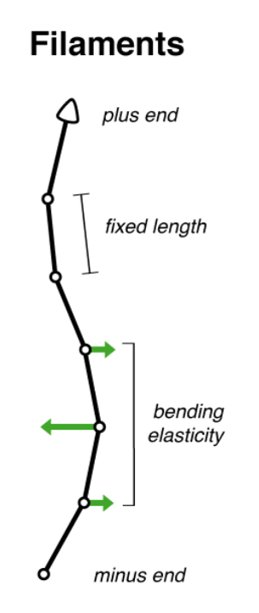 Filaments
plus end
fixed length
bending
elasticity
minus end